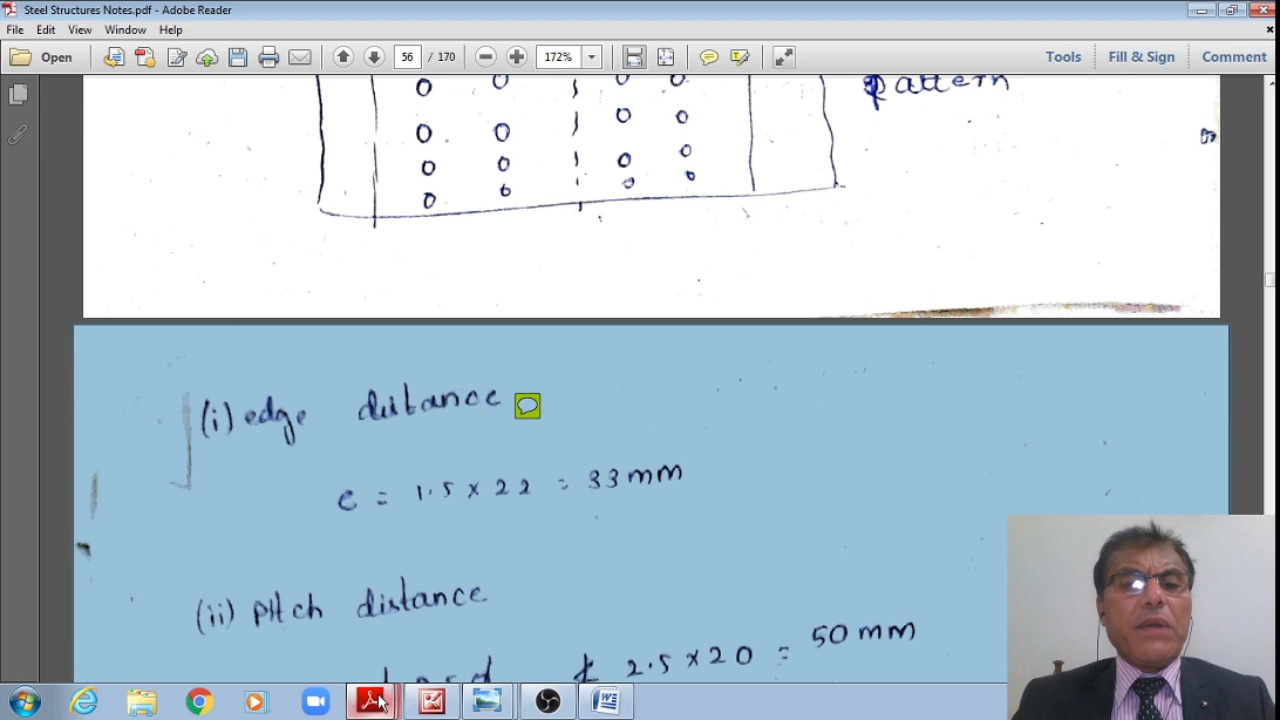 Steel Structures Notes.pdf - Adobe Reader
File Edit View Window Help
Open 56 / 170 172% Tools Fill & Sign Comment
pattern
(i) edge distance
e = 1.5 × 22 = 33 mm
(ii) pitch distance
2.5 × 20 = 50 mm